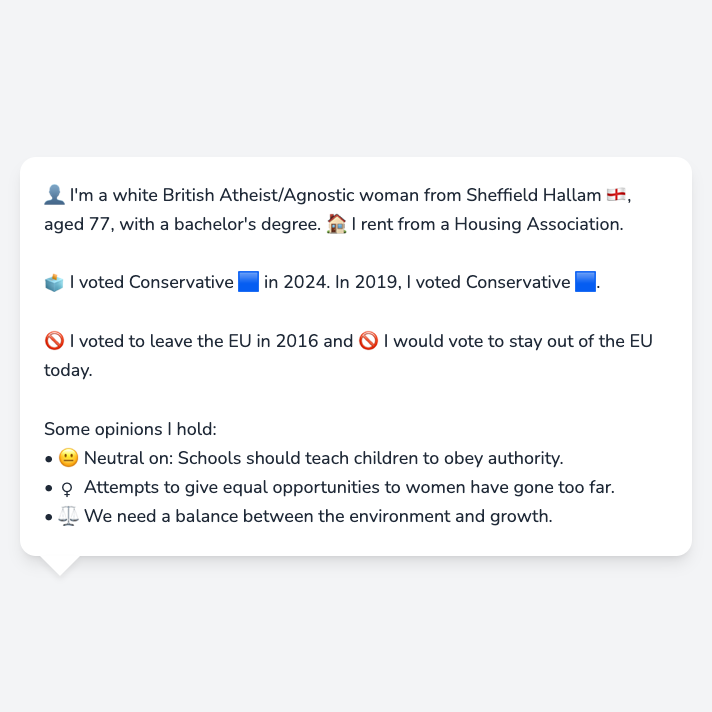 👤 I'm a white British Atheist/Agnostic woman from Sheffield Hallam 🏴󠁧󠁢󠁥󠁮󠁧󠁿,
aged 77, with a bachelor's degree. 🏠 I rent from a Housing Association.
🗳️ I voted Conservative 🟦 in 2024. In 2019, I voted Conservative 🟦.
🚫 I voted to leave the EU in 2016 and 🚫 I would vote to stay out of the EU
today.
Some opinions I hold:
• 😐 Neutral on: Schools should teach children to obey authority.
• ♀ Attempts to give equal opportunities to women have gone too far.
• ⚖️ We need a balance between the environment and growth.